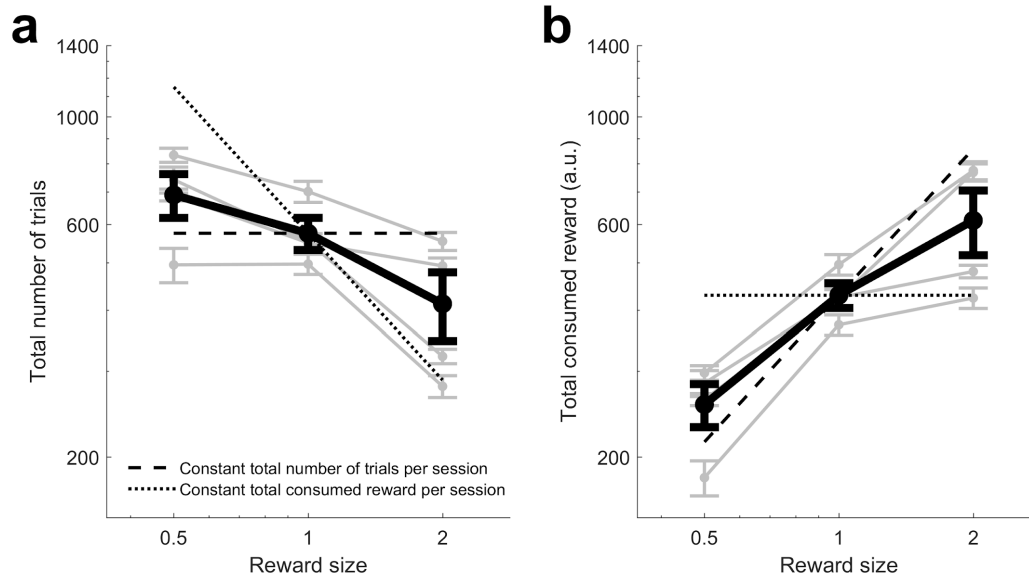 a
1400
1000
600
200
Total number of trials
Constant total number of trials per session
Constant total consumed reward per session
0.5 1 2
Reward size
b
1400
1000
600
200
Total consumed reward (a.u.)
0.5 1 2
Reward size